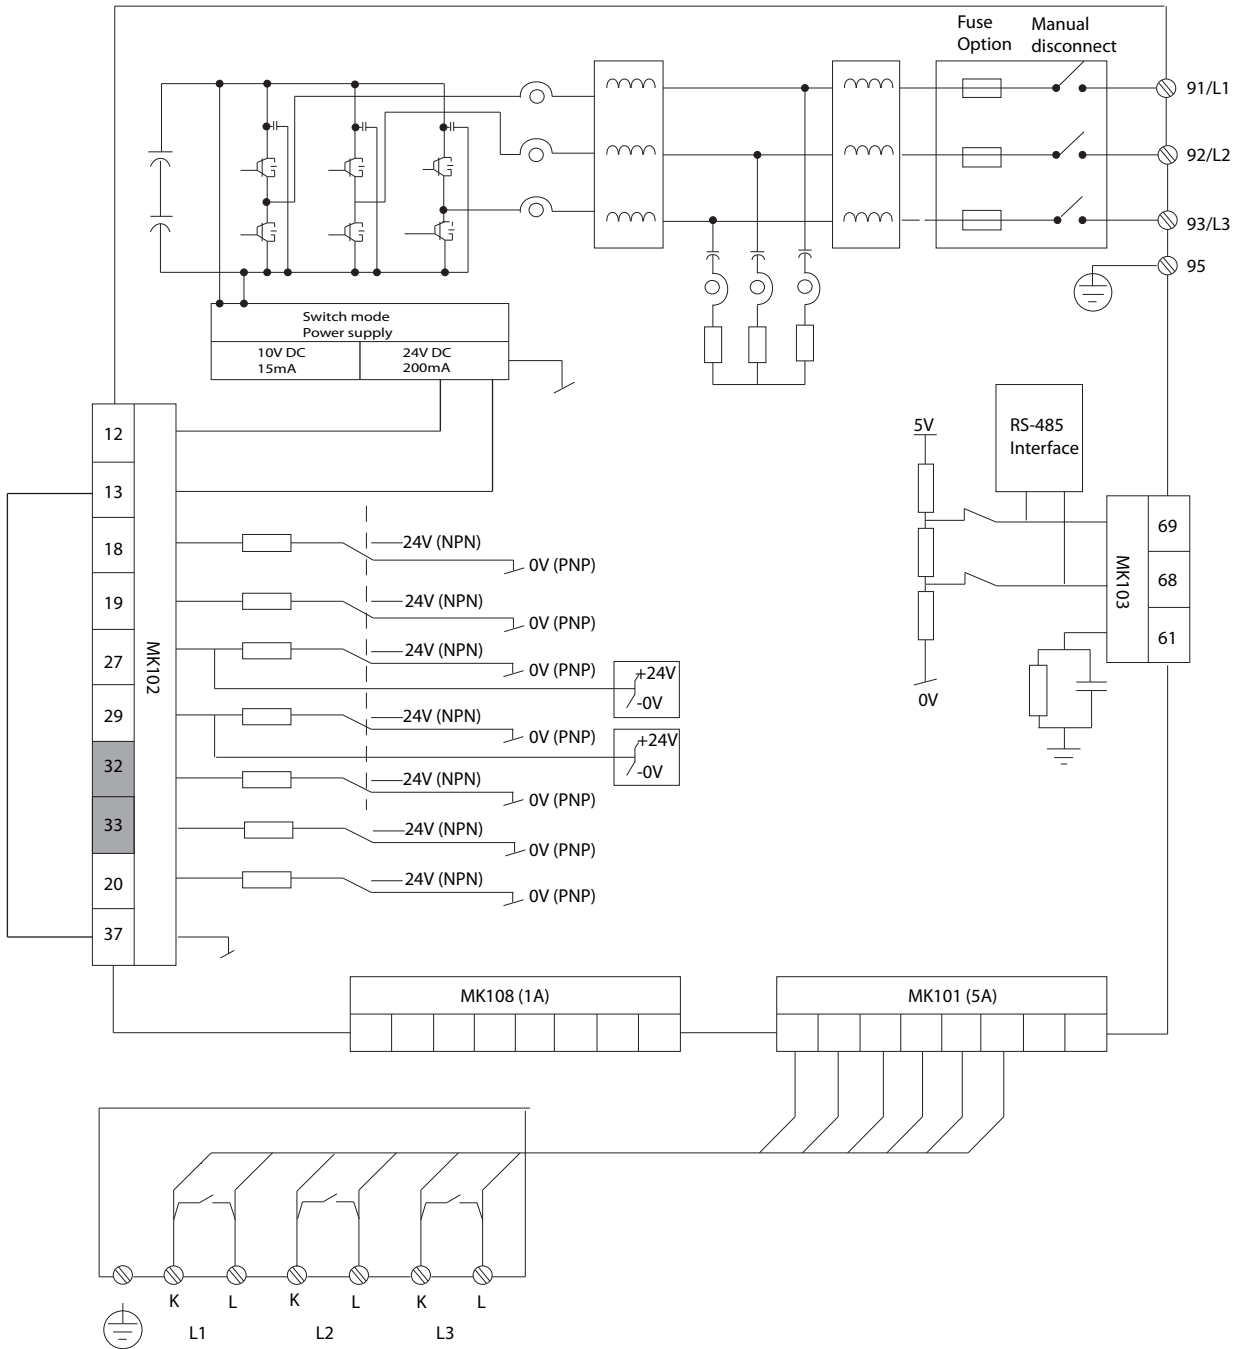 Fuse
Option
Manual
disconnect
91/L1
92/L2
93/L3
95
Switch mode
Power supply
10V DC
15mA
24V DC
200mA
12
13
18
19
27
29
32
33
20
37
MK102
24V (NPN)
0V (PNP)
24V (NPN)
0V (PNP)
24V (NPN)
0V (PNP)
+24V
-0V
24V (NPN)
0V (PNP)
+24V
-0V
24V (NPN)
0V (PNP)
24V (NPN)
0V (PNP)
24V (NPN)
0V (PNP)
5V
0V
RS-485
Interface
MK103
69
68
61
MK108 (1A)
MK101 (5A)
K L K L K L
L1 L2 L3